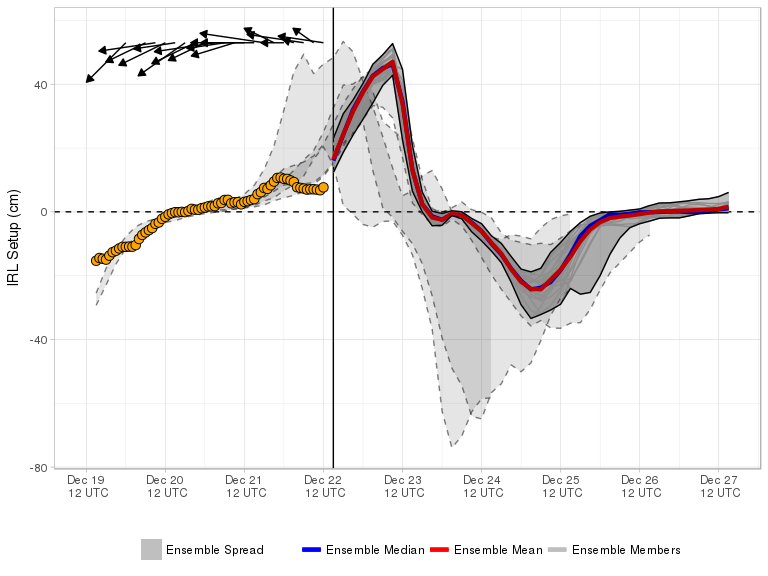 IRL Setup (cm)
40
0
-40
-80
Dec 19 Dec 20 Dec 21 Dec 22 Dec 23 Dec 24 Dec 25 Dec 26 Dec 27
12 UTC 12 UTC 12 UTC 12 UTC 12 UTC 12 UTC 12 UTC 12 UTC 12 UTC
Ensemble Spread Ensemble Median Ensemble Mean Ensemble Members